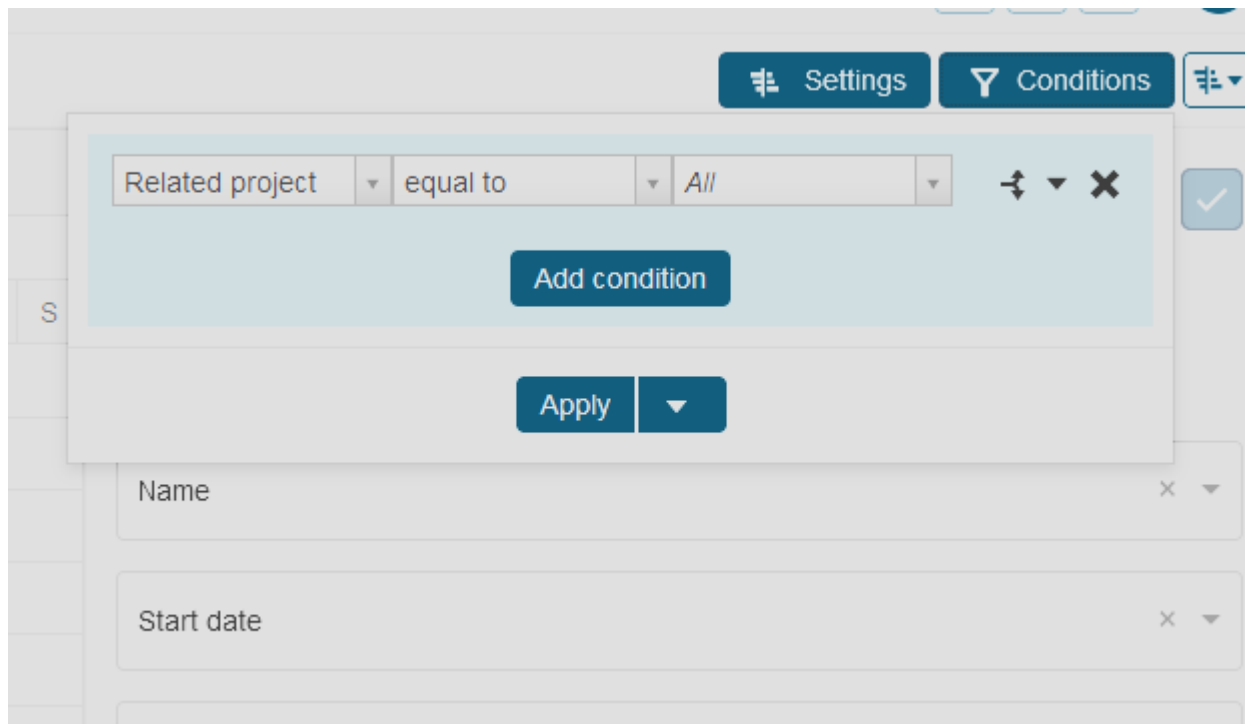 Settings Conditions
Related project equal to All
Add condition
S
Apply
Name
Start date